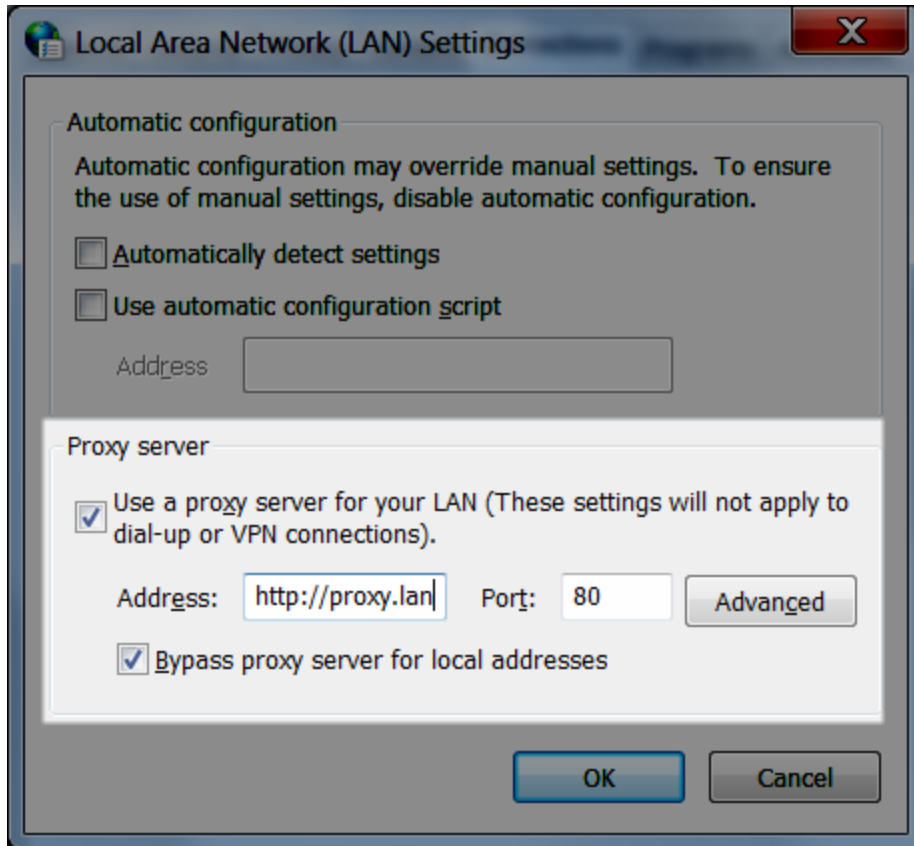 Local Area Network (LAN) Settings
Automatic configuration
Automatic configuration may override manual settings.  To ensure
the use of manual settings, disable automatic configuration.
Automatically detect settings
Use automatic configuration script
Address
Proxy server
Use a proxy server for your LAN (These settings will not apply to
dial-up or VPN connections).
Address: http://proxy.lan Port: 80 Advanced
Bypass proxy server for local addresses
OK Cancel